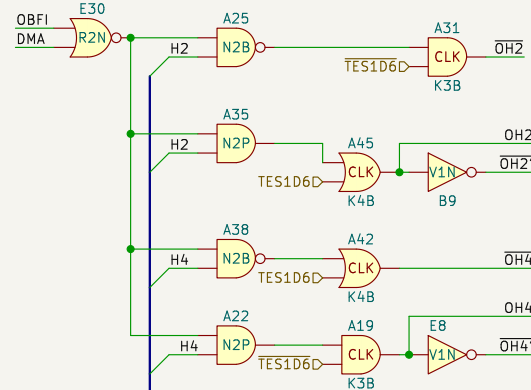 E30
OBFI
DMA
R2N
A25
H2
N2B
A31
CLK
K3B
TES1D6
OH2
A35
H2
N2P
A45
CLK
K4B
TES1D6
OH2
V1N
B9
OH2'
A38
H4
N2B
A42
CLK
K4B
TES1D6
OH4
A22
H4
N2P
A19
CLK
K3B
TES1D6
OH4
E8
V1N
OH4'